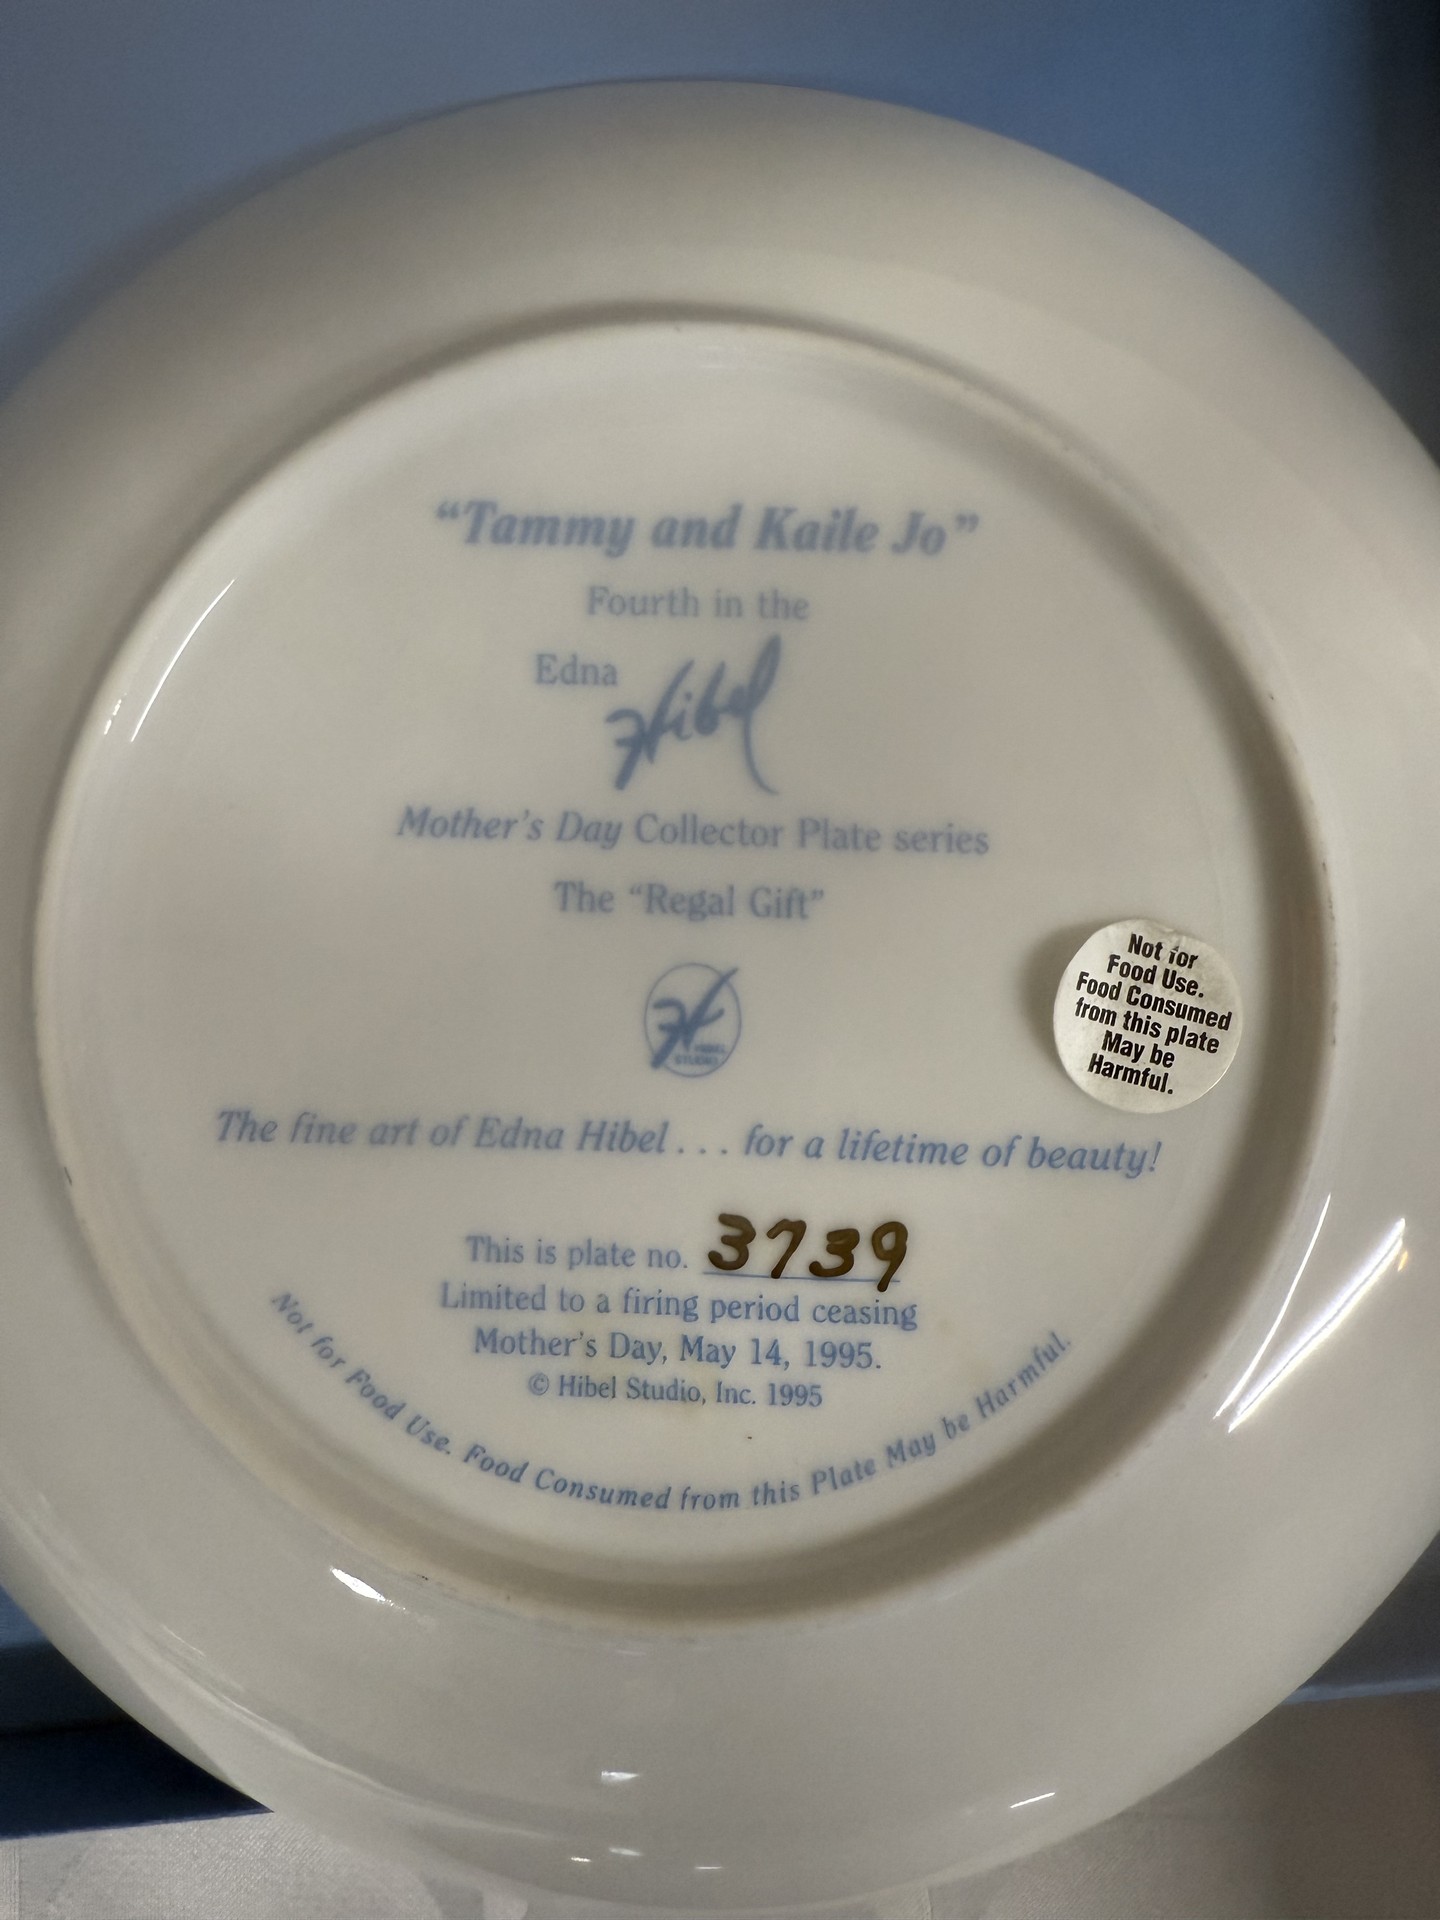 “Tammy and Kaile Jo”
Fourth in the
Edna Hibel
Mother's Day Collector Plate series
The “Regal Gift”
HIBEL
STUDIO
The fine art of Edna Hibel . . . for a lifetime of beauty!
This is plate no. 3739
Limited to a firing period ceasing
Mother's Day, May 14, 1995.
© Hibel Studio, Inc. 1995
Not for Food Use. Food Consumed from this Plate May be Harmful.
Not for
Food Use.
Food Consumed
from this plate
May be
Harmful.